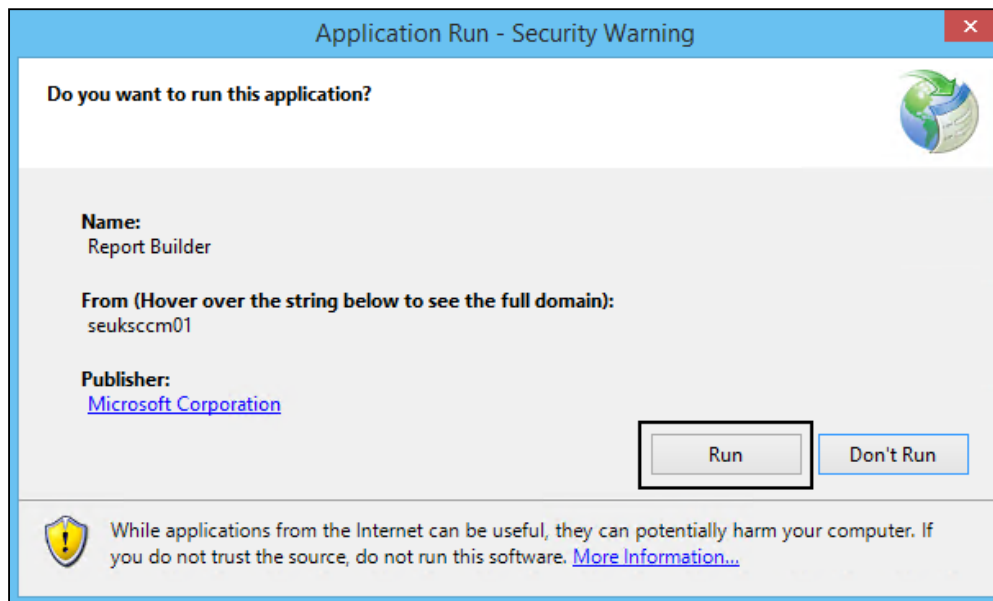 Application Run - Security Warning
Do you want to run this application?
Name:
Report Builder
From (Hover over the string below to see the full domain):
seuksccm01
Publisher:
Microsoft Corporation
Run
Don't Run
While applications from the Internet can be useful, they can potentially harm your computer. If
you do not trust the source, do not run this software. More Information...